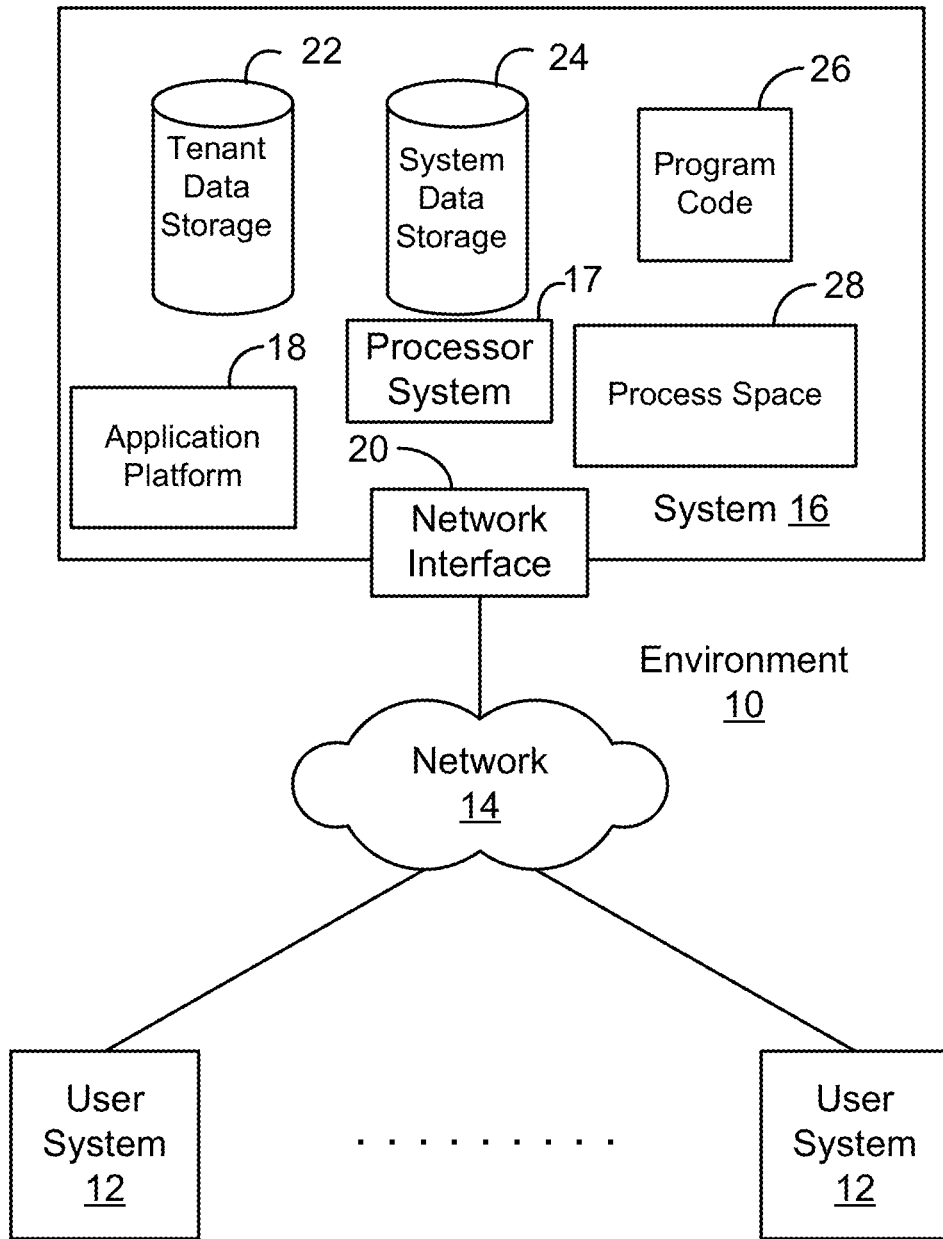 22
24
26
Tenant
Data
Storage
System
Data
Storage
Program
Code
17
28
18
Processor
System
Process Space
Application
Platform
20
Network
Interface
System 16
Environment
10
Network
14
User
System
12
. . . . . . . . .
User
System
12